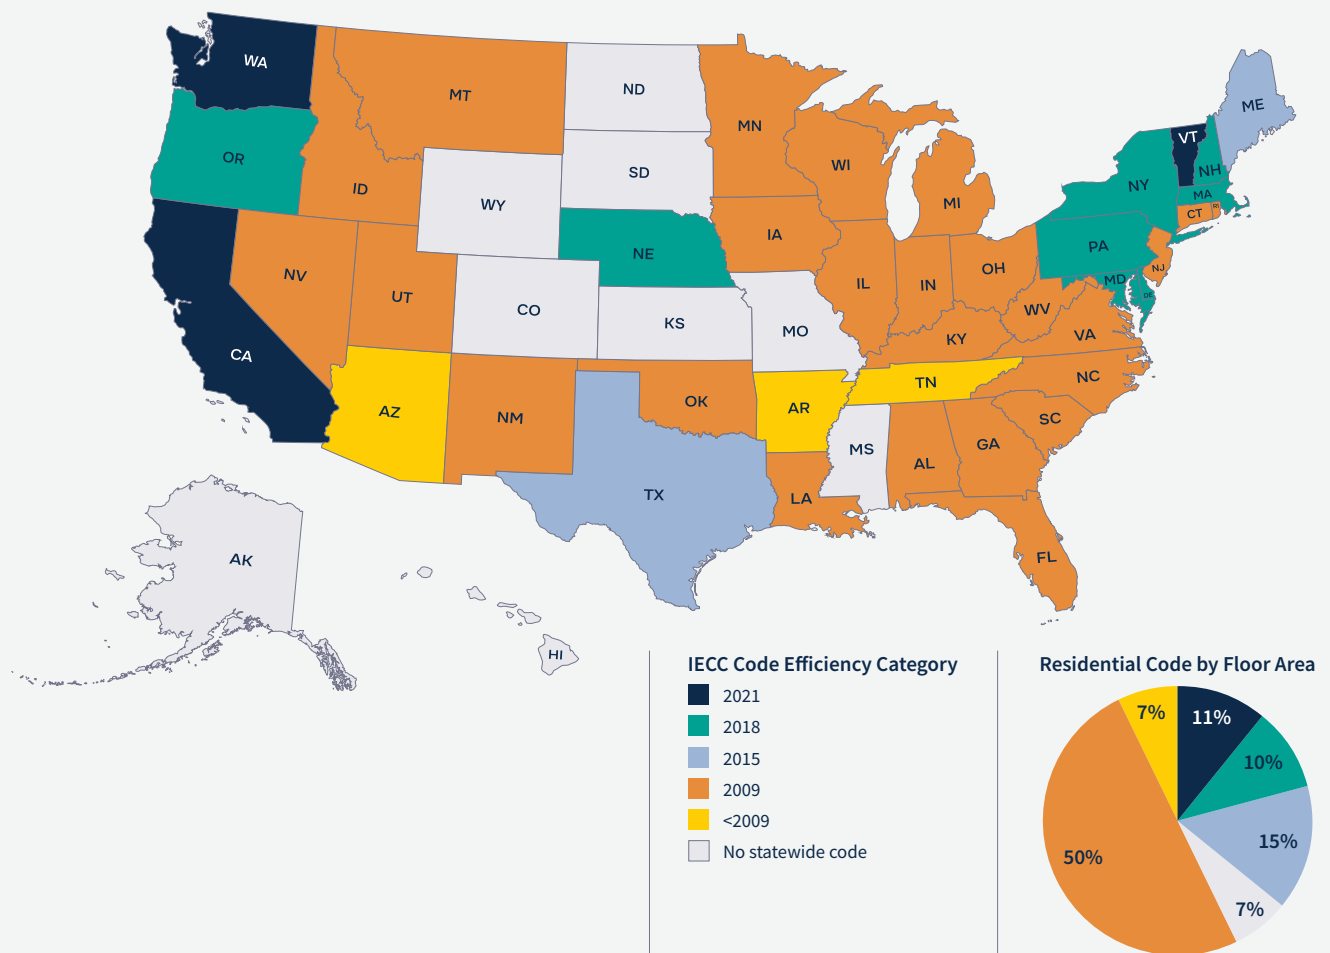 WA
MT
ND
MN
OR
ID
SD
WI
MI
WY
NE
IA
NV
UT
CO
KS
MO
IL
IN
OH
WV
KY
VA
CA
AZ
NM
OK
AR
TN
NC
SC
TX
LA
MS
AL
GA
FL
ME
VT
NH
NY
MA
CT
RI
PA
NJ
MD
DE
AK
HI
IECC Code Efficiency Category
2021
2018
2015
2009
<2009
No statewide code
Residential Code by Floor Area
7%
11%
10%
15%
50%
7%